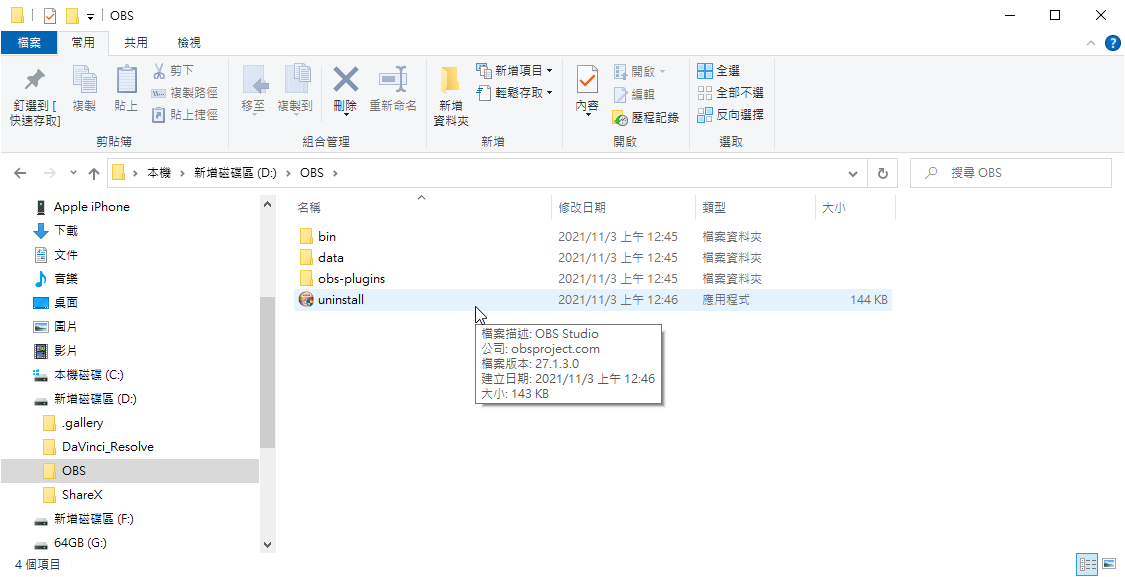 OBS
檔案 常用 共用 檢視
釘選到 [快速存取]
複製
貼上
剪下
複製路徑
貼上捷徑
剪貼簿
移至
複製到
刪除
重新命名
組合管理
新增資料夾
新增項目
輕鬆存取
新增
內容
開啟
編輯
歷程記錄
開啟
全選
全部不選
反向選擇
選取
本機 › 新增磁碟區 (D:) › OBS ›
搜尋 OBS
Apple iPhone
下載
文件
音樂
桌面
圖片
影片
本機磁碟 (C:)
新增磁碟區 (D:)
.gallery
DaVinci_Resolve
OBS
ShareX
新增磁碟區 (F:)
64GB (G:)
名稱 修改日期 類型 大小
bin 2021/11/3 上午 12:45 檔案資料夾
data 2021/11/3 上午 12:45 檔案資料夾
obs-plugins 2021/11/3 上午 12:45 檔案資料夾
uninstall 2021/11/3 上午 12:46 應用程式 144 KB
檔案描述: OBS Studio
公司: obsproject.com
檔案版本: 27.1.3.0
建立日期: 2021/11/3 上午 12:46
大小: 143 KB
4 個項目